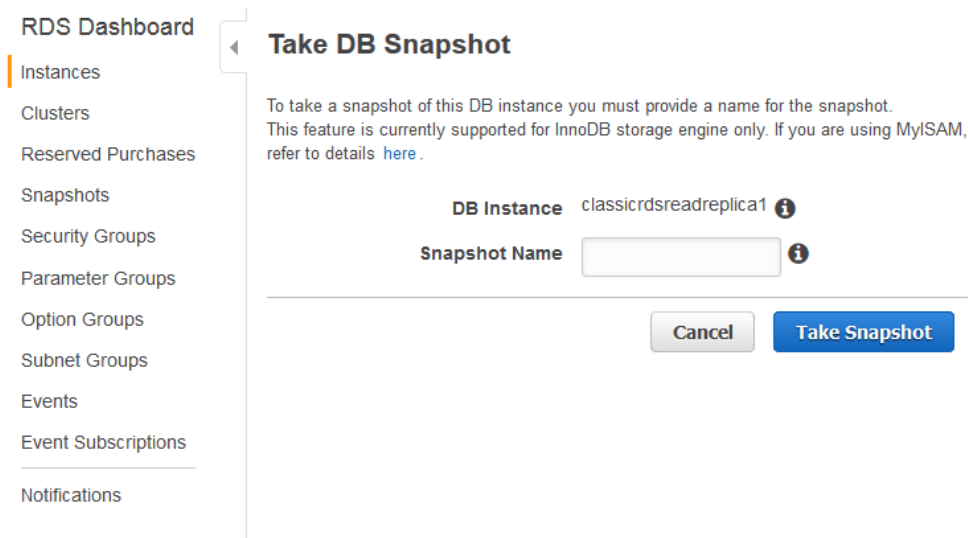 RDS Dashboard
Instances
Clusters
Reserved Purchases
Snapshots
Security Groups
Parameter Groups
Option Groups
Subnet Groups
Events
Event Subscriptions
Notifications
Take DB Snapshot
To take a snapshot of this DB instance you must provide a name for the snapshot.
This feature is currently supported for InnoDB storage engine only. If you are using MyISAM,
refer to details here.
DB Instance classicrdsreadreplica1
Snapshot Name
Cancel Take Snapshot